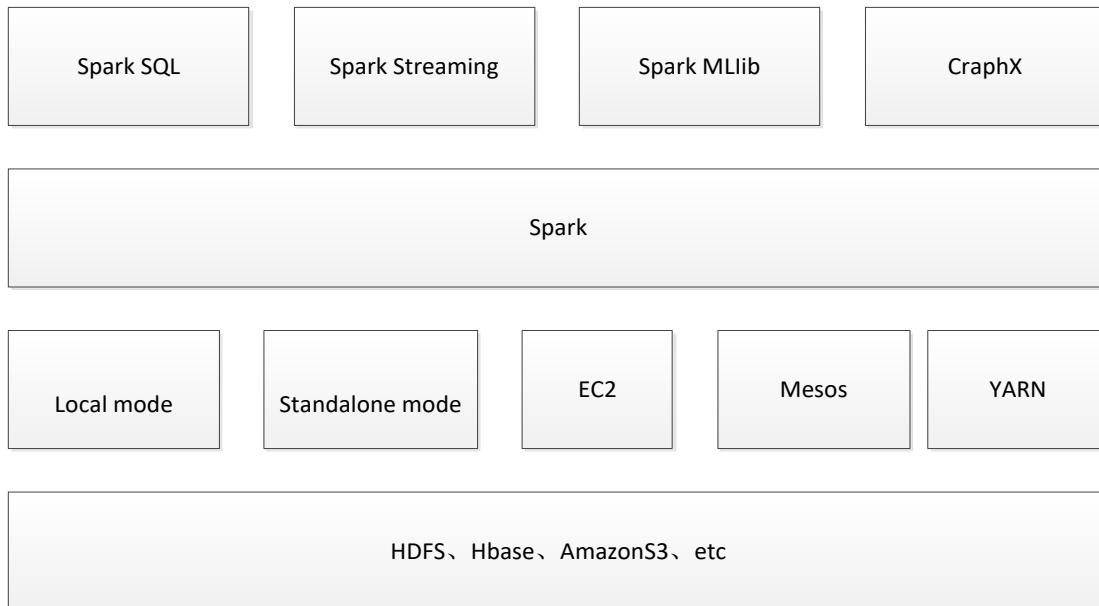 Spark SQL
Spark Streaming
Spark MLlib
CraphX
Spark
Local mode
Standalone mode
EC2
Mesos
YARN
HDFS、Hbase、AmazonS3、etc